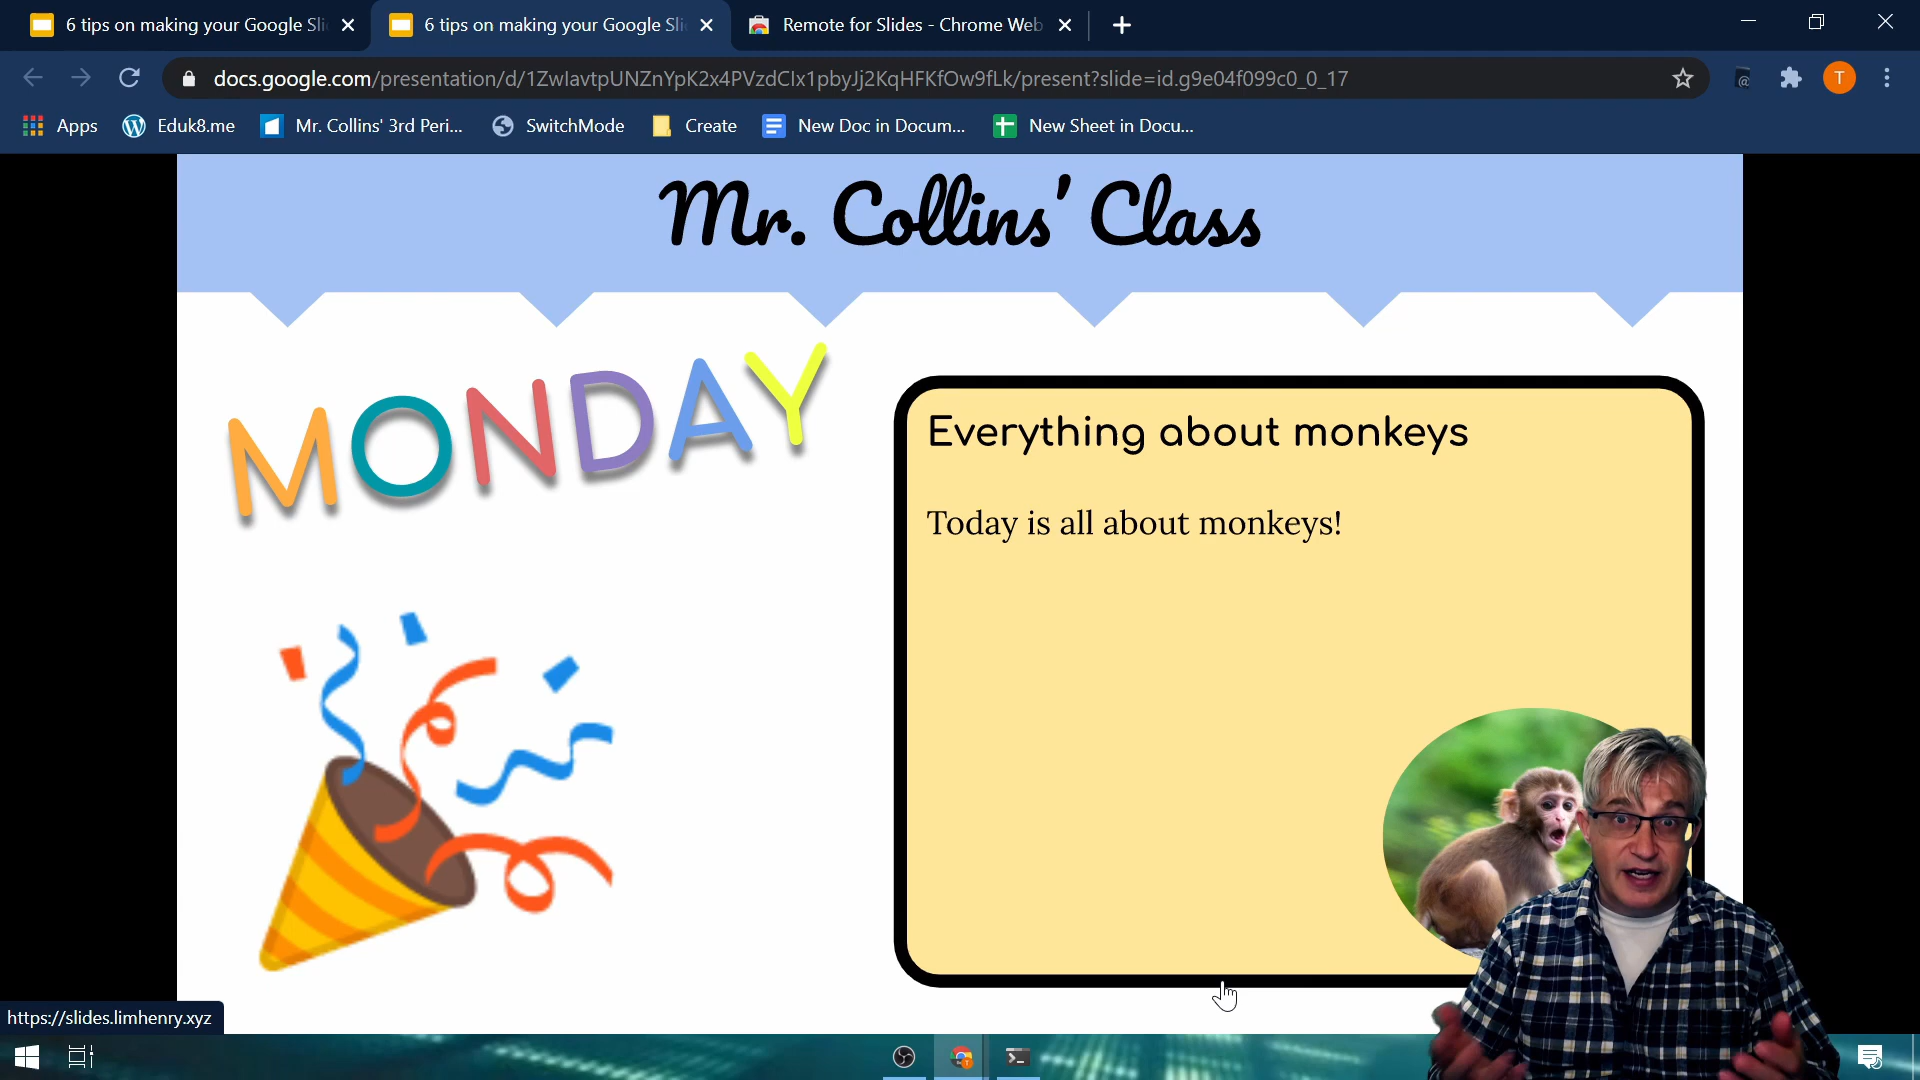 6 tips on making your Google Sli
6 tips on making your Google Sli
Remote for Slides - Chrome Web
docs.google.com/presentation/d/1ZwlavtpUNZnYpK2x4PVzdCIx1pbyJj2KqHFKfOw9fLk/present?slide=id.g9e04f099c0_0_17
T
Apps
Eduk8.me
Mr. Collins' 3rd Peri...
SwitchMode
Create
New Doc in Docum...
New Sheet in Docu...
Mr. Collins' Class
MONDAY
Everything about monkeys
Today is all about monkeys!
https://slides.limhenry.xyz